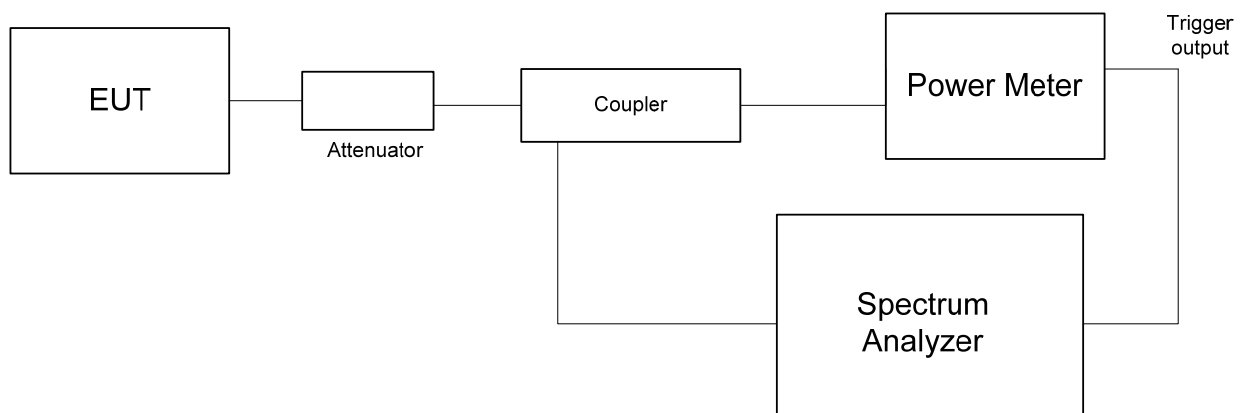 EUT
Attenuator
Coupler
Power Meter
Trigger
output
Spectrum
Analyzer